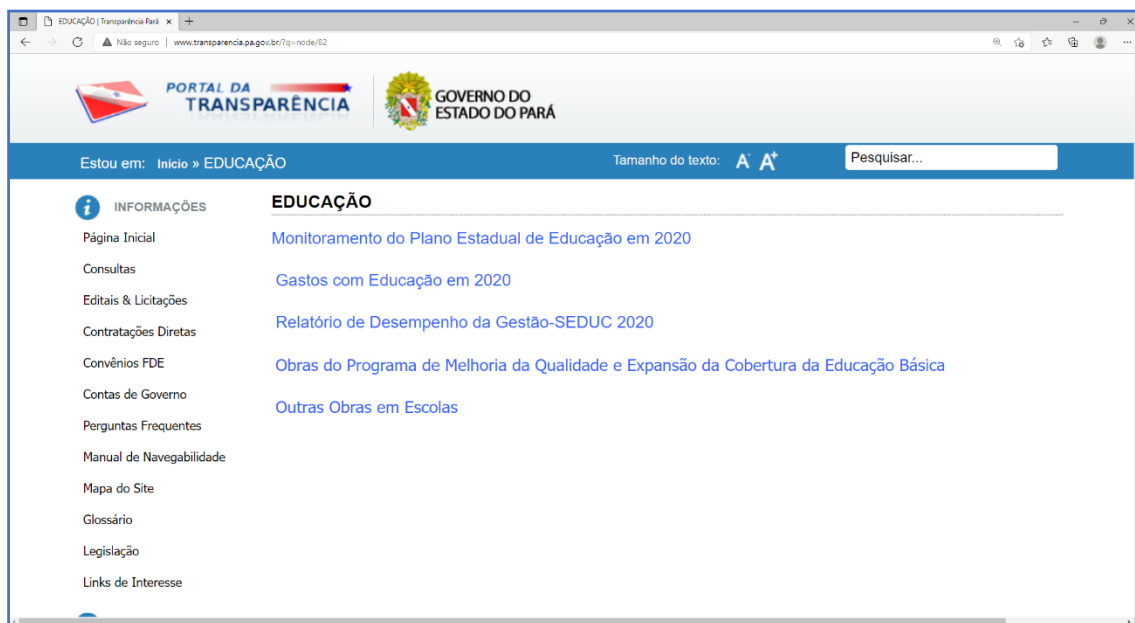 EDUCAÇÃO | Transparência Pará
Não seguro | www.transparencia.pa.gov.br/?q=node/82
PORTAL DA
TRANSPARÊNCIA
GOVERNO DO
ESTADO DO PARÁ
Estou em: Início » EDUCAÇÃO
Tamanho do texto: A- A+
Pesquisar...
INFORMAÇÕES
Página Inicial
Consultas
Editais & Licitações
Contratações Diretas
Convênios FDE
Contas de Governo
Perguntas Frequentes
Manual de Navegabilidade
Mapa do Site
Glossário
Legislação
Links de Interesse
EDUCAÇÃO
Monitoramento do Plano Estadual de Educação em 2020
Gastos com Educação em 2020
Relatório de Desempenho da Gestão-SEDUC 2020
Obras do Programa de Melhoria da Qualidade e Expansão da Cobertura da Educação Básica
Outras Obras em Escolas